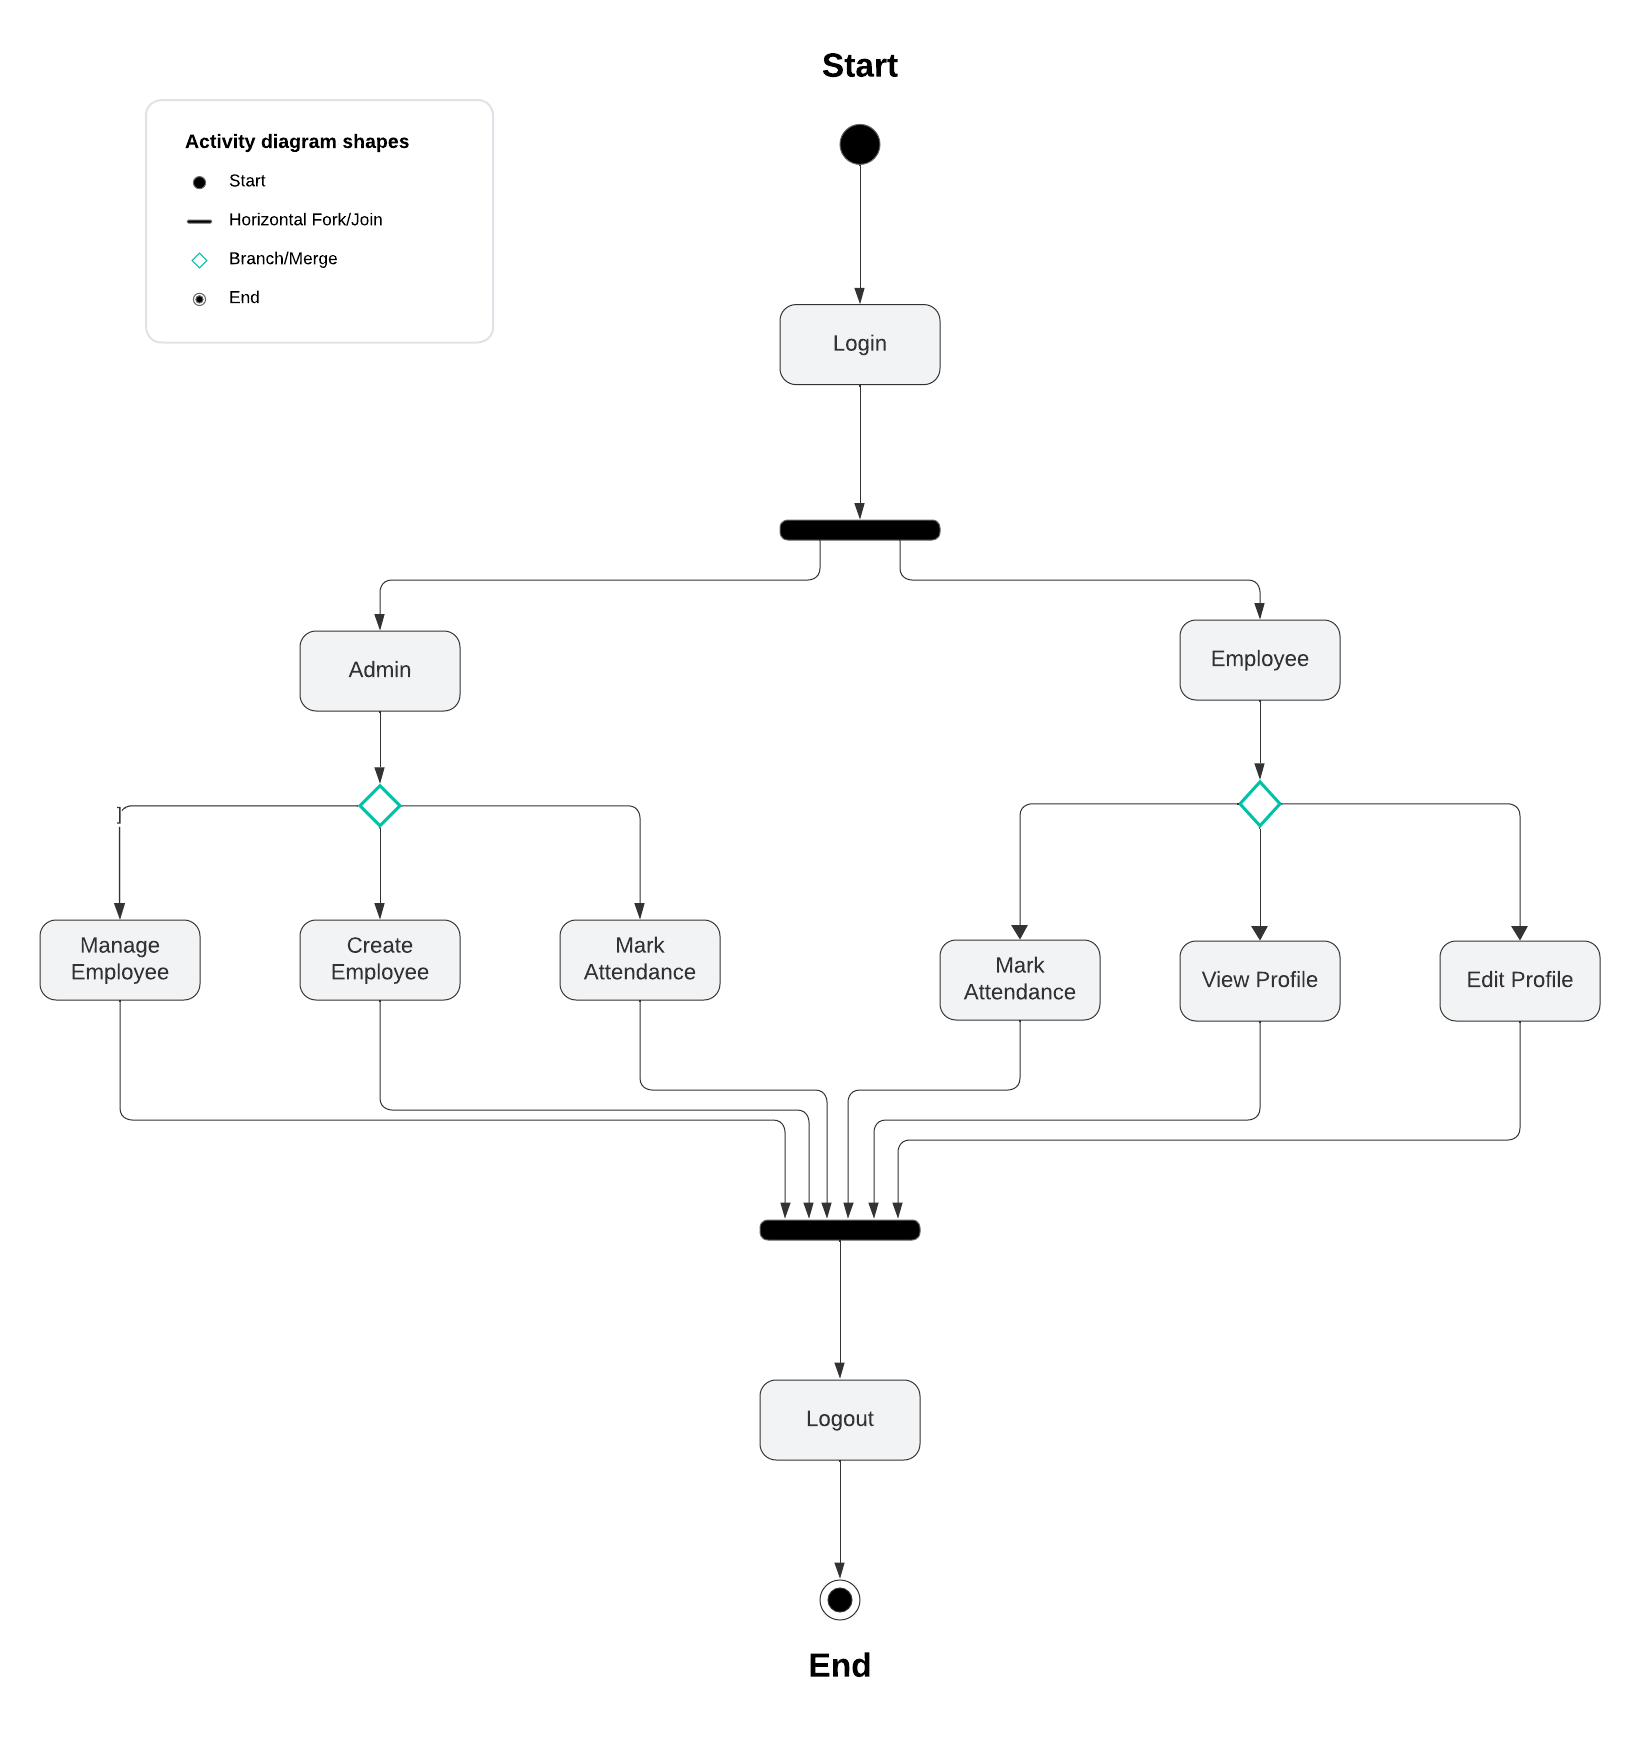 Start
Activity diagram shapes
Start
Horizontal Fork/Join
Branch/Merge
End
Login
Admin
Employee
]
Manage
Employee
Create
Employee
Mark
Attendance
Mark
Attendance
View Profile
Edit Profile
Logout
End